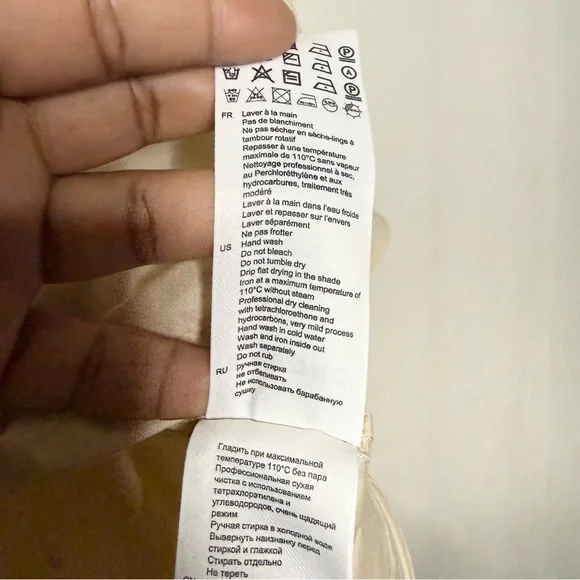 FR Laver à la main
Pas de blanchiment
Ne pas sécher en sèche-linge à
tambour rotatif
Repasser à une température
maximale de 110°C sans vapeur
Nettoyage professionnel à sec,
au Perchloréthylène et aux
hydrocarbures, traitement très
modéré
Laver à la main dans l'eau froide
Laver et repasser sur l'envers
Laver séparément
Ne pas frotter
US Hand wash
Do not bleach
Do not tumble dry
Drip flat drying in the shade
Iron at a maximum temperature of
110°C without steam
Professional dry cleaning
with tetrachloroethene and
hydrocarbons, very mild process
Hand wash in cold water
Wash and iron inside out
Wash separately
Do not rub
RU ручная стирка
не отбеливать
Не использовать барабанную
сушку
Гладить при максимальной
температуре 110°C без пара
Профессиональная сухая
чистка с использованием
тетрахлорэтилена и
углеводородов, очень щадящий
режим
Ручная стирка в холодной воде
Вывернуть наизнанку перед
стиркой и глажкой
Стирать отдельно
Не тереть